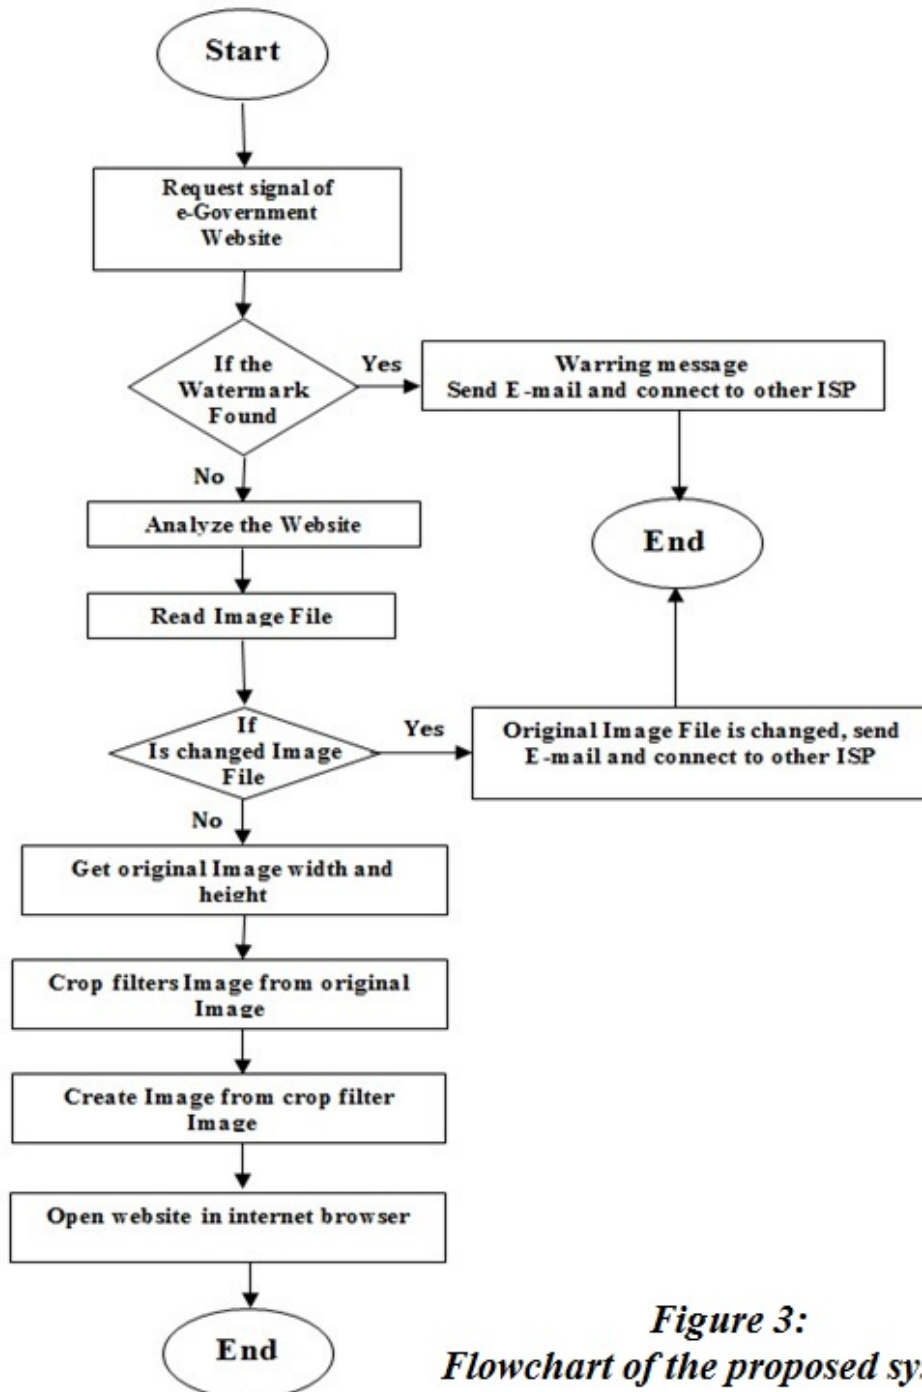 Start
Request signal of
e-Government
Website
If the
Watermark
Found
Yes
Warring message
Send E-mail and connect to other ISP
No
Analyze the Website
End
Read Image File
If
Is changed Image
File
Yes
Original Image File is changed, send
E-mail and connect to other ISP
No
Get original Image width and
height
Crop filters Image from original
Image
Create Image from crop filter
Image
Open website in internet browser
End
Figure 3:
Flowchart of the proposed